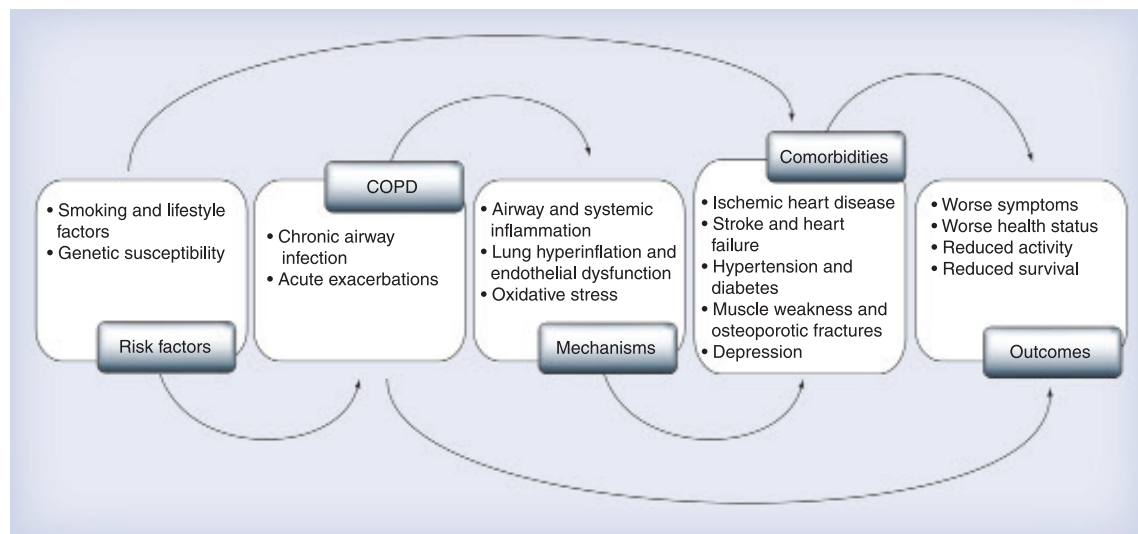 • Smoking and lifestyle
factors
• Genetic susceptibility
Risk factors
COPD
• Chronic airway
infection
• Acute exacerbations
• Airway and systemic
inflammation
• Lung hyperinflation and
endothelial dysfunction
• Oxidative stress
Mechanisms
Comorbidities
• Ischemic heart disease
• Stroke and heart
failure
• Hypertension and
diabetes
• Muscle weakness and
osteoporotic fractures
• Depression
• Worse symptoms
• Worse health status
• Reduced activity
• Reduced survival
Outcomes